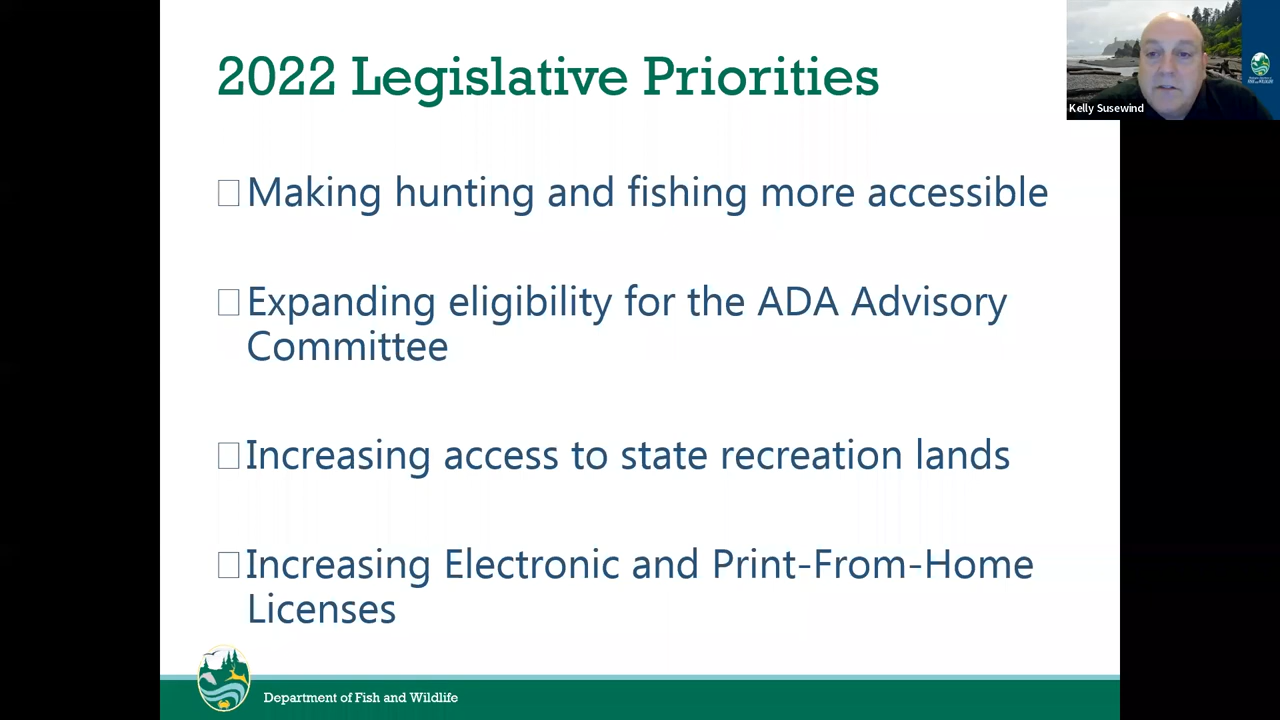 2022 Legislative Priorities
Kelly Susewind
Making hunting and fishing more accessible
Expanding eligibility for the ADA Advisory
Committee
Increasing access to state recreation lands
Increasing Electronic and Print-From-Home
Licenses
Department of Fish and Wildlife